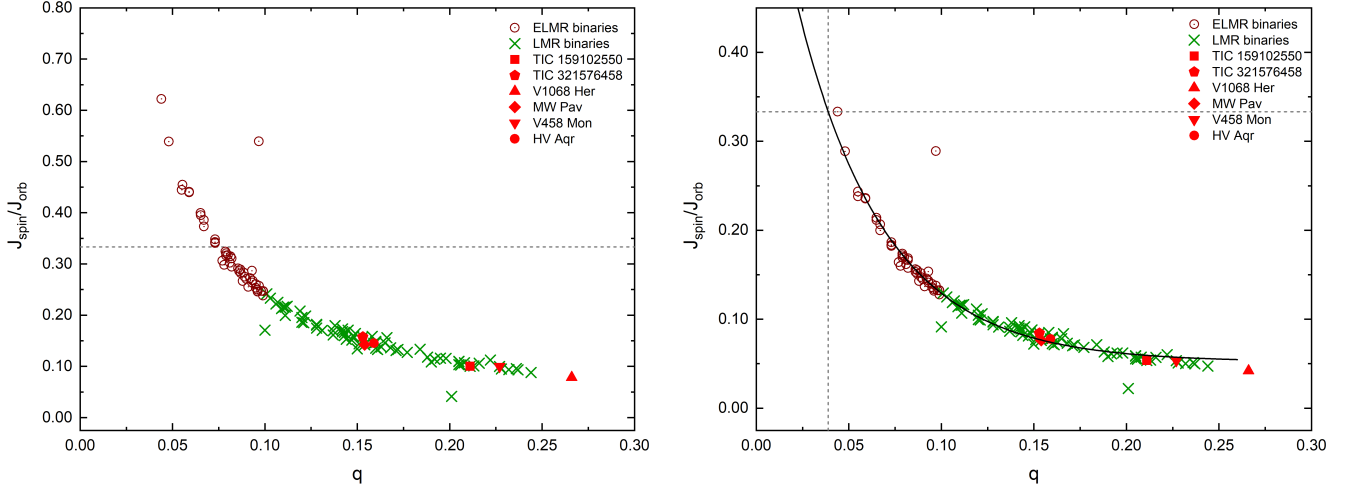 0.80
0.70
0.60
0.50
0.40
0.30
0.20
0.10
0.00
0.00
0.05
0.10
0.15
0.20
0.25
0.30
Jspin/Jorb
q
ELMR binaries
LMR binaries
TIC 159102550
TIC 321576458
V1068 Her
MW Pav
V458 Mon
HV Aqr
0.40
0.30
0.20
0.10
0.00
0.00
0.05
0.10
0.15
0.20
0.25
0.30
Jspin/Jorb
q
ELMR binaries
LMR binaries
TIC 159102550
TIC 321576458
V1068 Her
MW Pav
V458 Mon
HV Aqr